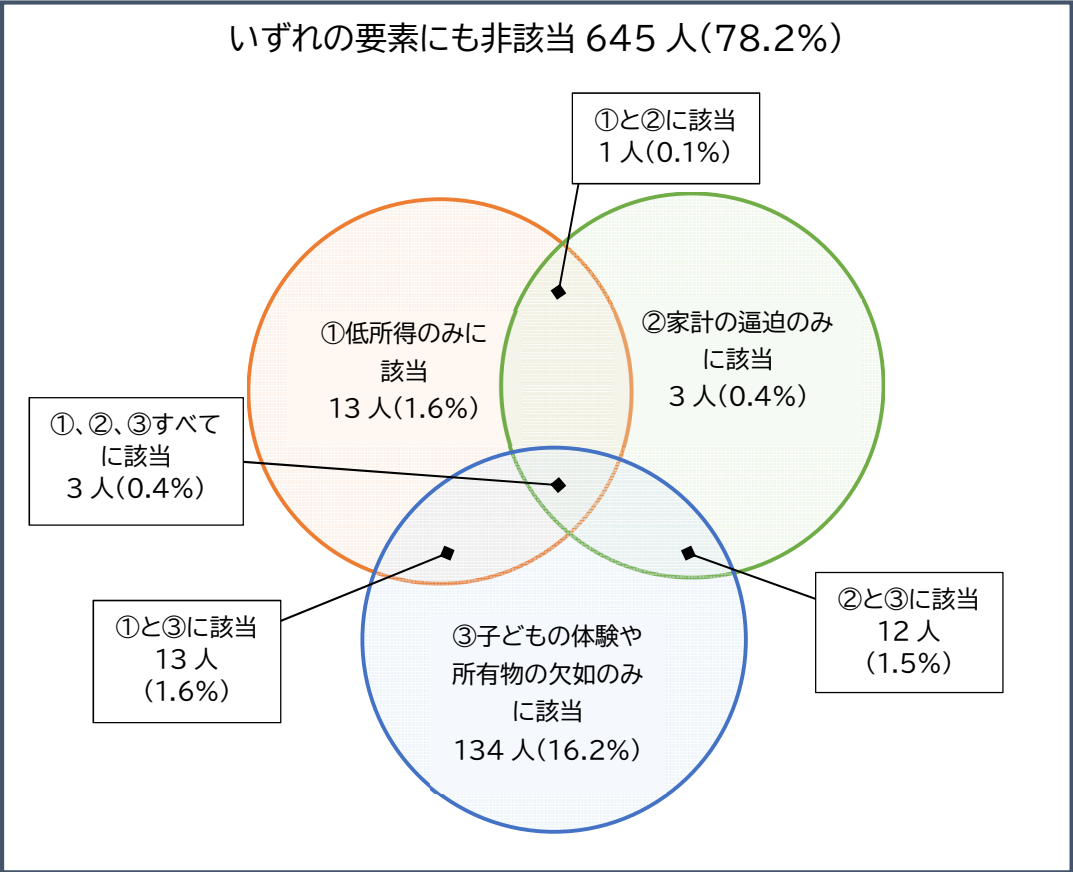 いずれの要素にも非該当 645 人(78.2%)
①と②に該当
1 人(0.1%)
①低所得のみに
該当
13 人(1.6%)
②家計の逼迫のみ
に該当
3 人(0.4%)
①、②、③すべて
に該当
3 人(0.4%)
①と③に該当
13 人
(1.6%)
③子どもの体験や
所有物の欠如のみ
に該当
134 人(16.2%)
②と③に該当
12 人
(1.5%)